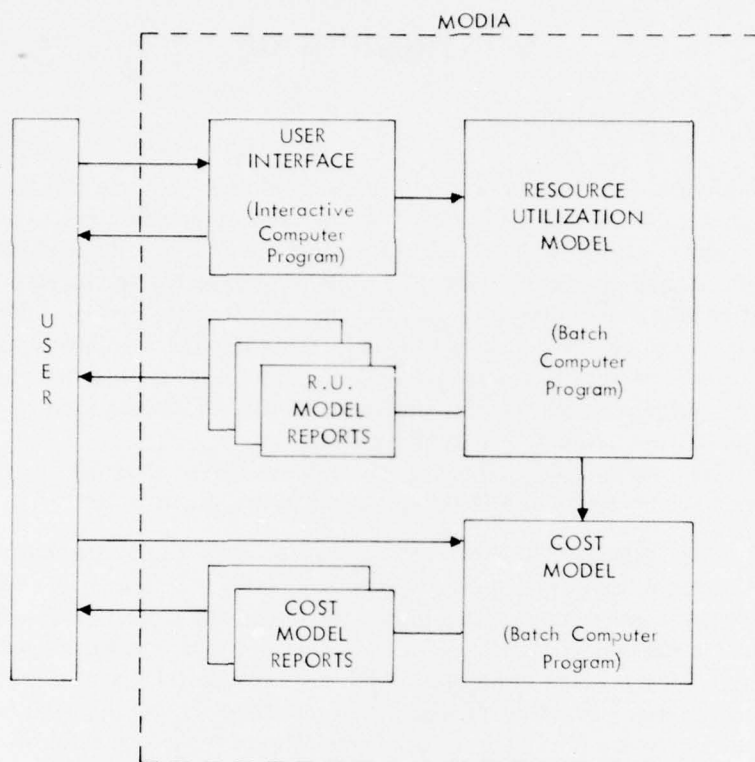 MODIA
USER
INTERFACE
(Interactive
Computer
Program)
RESOURCE
UTILIZATION
MODEL
(Batch
Computer
Program)
USER
R.U.
MODEL
REPORTS
COST
MODEL
(Batch Computer
Program)
COST
MODEL
REPORTS